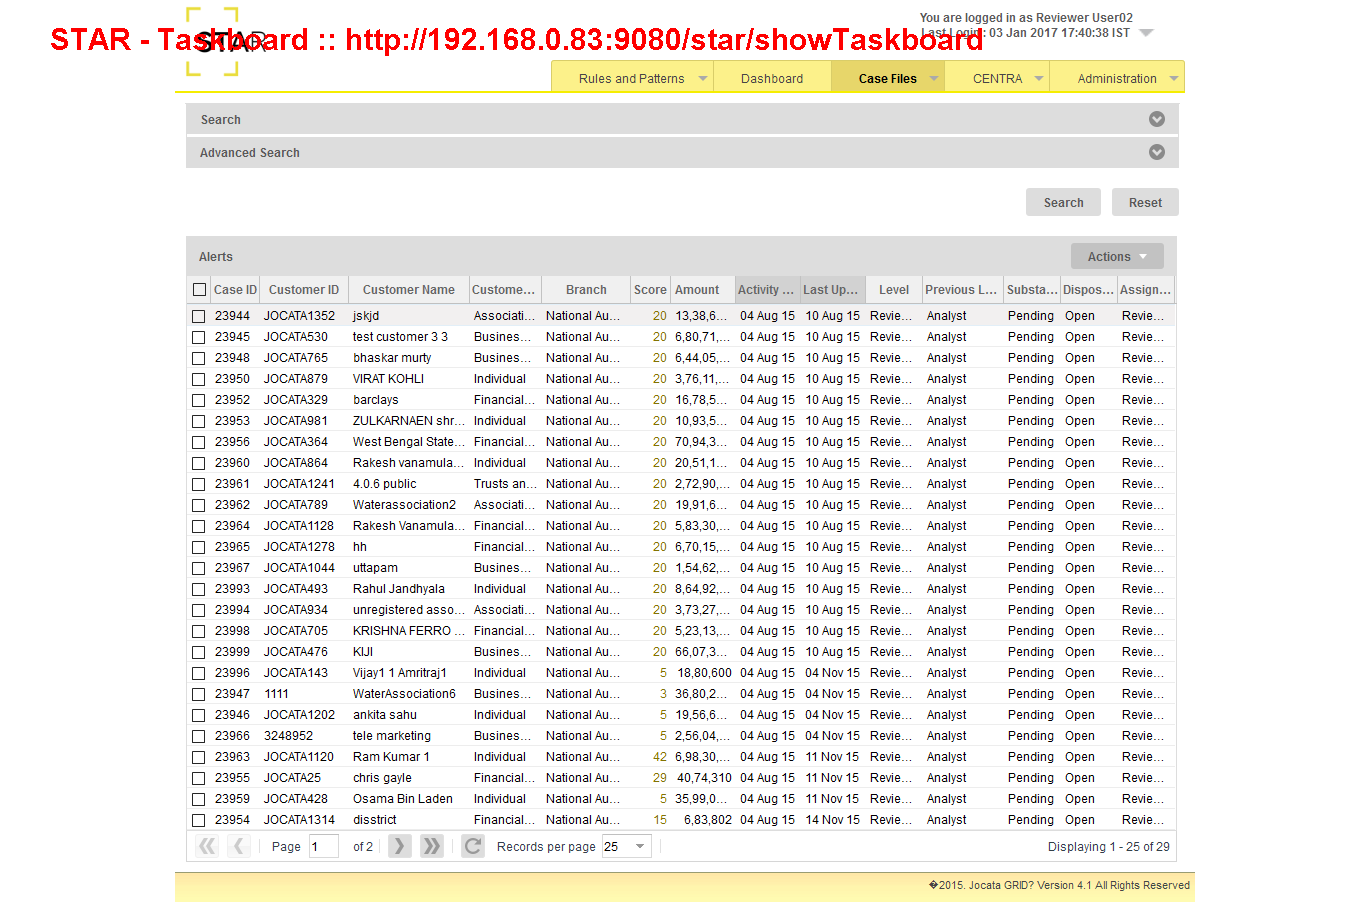 You are logged in as Reviewer User02
STAR - Taskboard :: http://192.168.0.83:9080/star/showTaskboard
STAR
Last Login : 03 Jan 2017 17:40:38 IST
Rules and Patterns Dashboard Case Files CENTRA Administration
Search
Advanced Search
Search Reset
Alerts Actions
Case ID Customer ID Customer Name Custome... Branch Score Amount Activity ... Last Up... Level Previous L... Substa... Dispos... Assign...
23944 JOCATA1352 jskjd Associati... National Au... 20 13,38,6... 04 Aug 15 10 Aug 15 Revie... Analyst Pending Open Revie...
23945 JOCATA530 test customer 3 3 Busines... National Au... 20 6,80,71,... 04 Aug 15 10 Aug 15 Revie... Analyst Pending Open Revie...
23948 JOCATA765 bhaskar murty Busines... National Au... 20 6,44,05,... 04 Aug 15 10 Aug 15 Revie... Analyst Pending Open Revie...
23950 JOCATA879 VIRAT KOHLI Individual National Au... 20 3,76,11,... 04 Aug 15 10 Aug 15 Revie... Analyst Pending Open Revie...
23952 JOCATA329 barclays Financial... National Au... 20 16,78,5... 04 Aug 15 10 Aug 15 Revie... Analyst Pending Open Revie...
23953 JOCATA981 ZULKARNAEN shr... Individual National Au... 20 10,93,5... 04 Aug 15 10 Aug 15 Revie... Analyst Pending Open Revie...
23956 JOCATA364 West Bengal State... Financial... National Au... 20 70,94,3... 04 Aug 15 10 Aug 15 Revie... Analyst Pending Open Revie...
23960 JOCATA864 Rakesh vanamula... Individual National Au... 20 20,51,1... 04 Aug 15 10 Aug 15 Revie... Analyst Pending Open Revie...
23961 JOCATA1241 4.0.6 public Trusts an... National Au... 20 2,72,90,... 04 Aug 15 10 Aug 15 Revie... Analyst Pending Open Revie...
23962 JOCATA789 Waterassociation2 Associati... National Au... 20 19,91,6... 04 Aug 15 10 Aug 15 Revie... Analyst Pending Open Revie...
23964 JOCATA1128 Rakesh Vanamula... Financial... National Au... 20 5,83,30,... 04 Aug 15 10 Aug 15 Revie... Analyst Pending Open Revie...
23965 JOCATA1278 hh Financial... National Au... 20 6,70,15,... 04 Aug 15 10 Aug 15 Revie... Analyst Pending Open Revie...
23967 JOCATA1044 uttapam Busines... National Au... 20 1,54,62,... 04 Aug 15 10 Aug 15 Revie... Analyst Pending Open Revie...
23993 JOCATA493 Rahul Jandhyala Individual National Au... 20 8,64,92,... 04 Aug 15 10 Aug 15 Revie... Analyst Pending Open Revie...
23994 JOCATA934 unregistered asso... Associati... National Au... 20 3,73,27,... 04 Aug 15 10 Aug 15 Revie... Analyst Pending Open Revie...
23998 JOCATA705 KRISHNA FERRO ... Financial... National Au... 20 5,23,13,... 04 Aug 15 10 Aug 15 Revie... Analyst Pending Open Revie...
23999 JOCATA476 KIJI Busines... National Au... 20 66,07,3... 04 Aug 15 10 Aug 15 Revie... Analyst Pending Open Revie...
23996 JOCATA143 Vijay1 1 Amritraj1 Individual National Au... 5 18,80,600 04 Aug 15 04 Nov 15 Revie... Analyst Pending Open Revie...
23947 1111 WaterAssociation6 Busines... National Au... 3 36,80,2... 04 Aug 15 04 Nov 15 Revie... Analyst Pending Open Revie...
23946 JOCATA1202 ankita sahu Individual National Au... 5 19,56,6... 04 Aug 15 04 Nov 15 Revie... Analyst Pending Open Revie...
23966 3248952 tele marketing Busines... National Au... 5 2,56,04,... 04 Aug 15 04 Nov 15 Revie... Analyst Pending Open Revie...
23963 JOCATA1120 Ram Kumar 1 Individual National Au... 42 6,98,30,... 04 Aug 15 11 Nov 15 Revie... Analyst Pending Open Revie...
23955 JOCATA25 chris gayle Financial... National Au... 29 40,74,310 04 Aug 15 11 Nov 15 Revie... Analyst Pending Open Revie...
23959 JOCATA428 Osama Bin Laden Individual National Au... 5 35,99,0... 04 Aug 15 11 Nov 15 Revie... Analyst Pending Open Revie...
23954 JOCATA1314 disstrict Financial... National Au... 15 6,83,802 04 Aug 15 14 Nov 15 Revie... Analyst Pending Open Revie...
Page 1 of 2 Records per page 25 Displaying 1 - 25 of 29
�2015. Jocata GRID? Version 4.1 All Rights Reserved